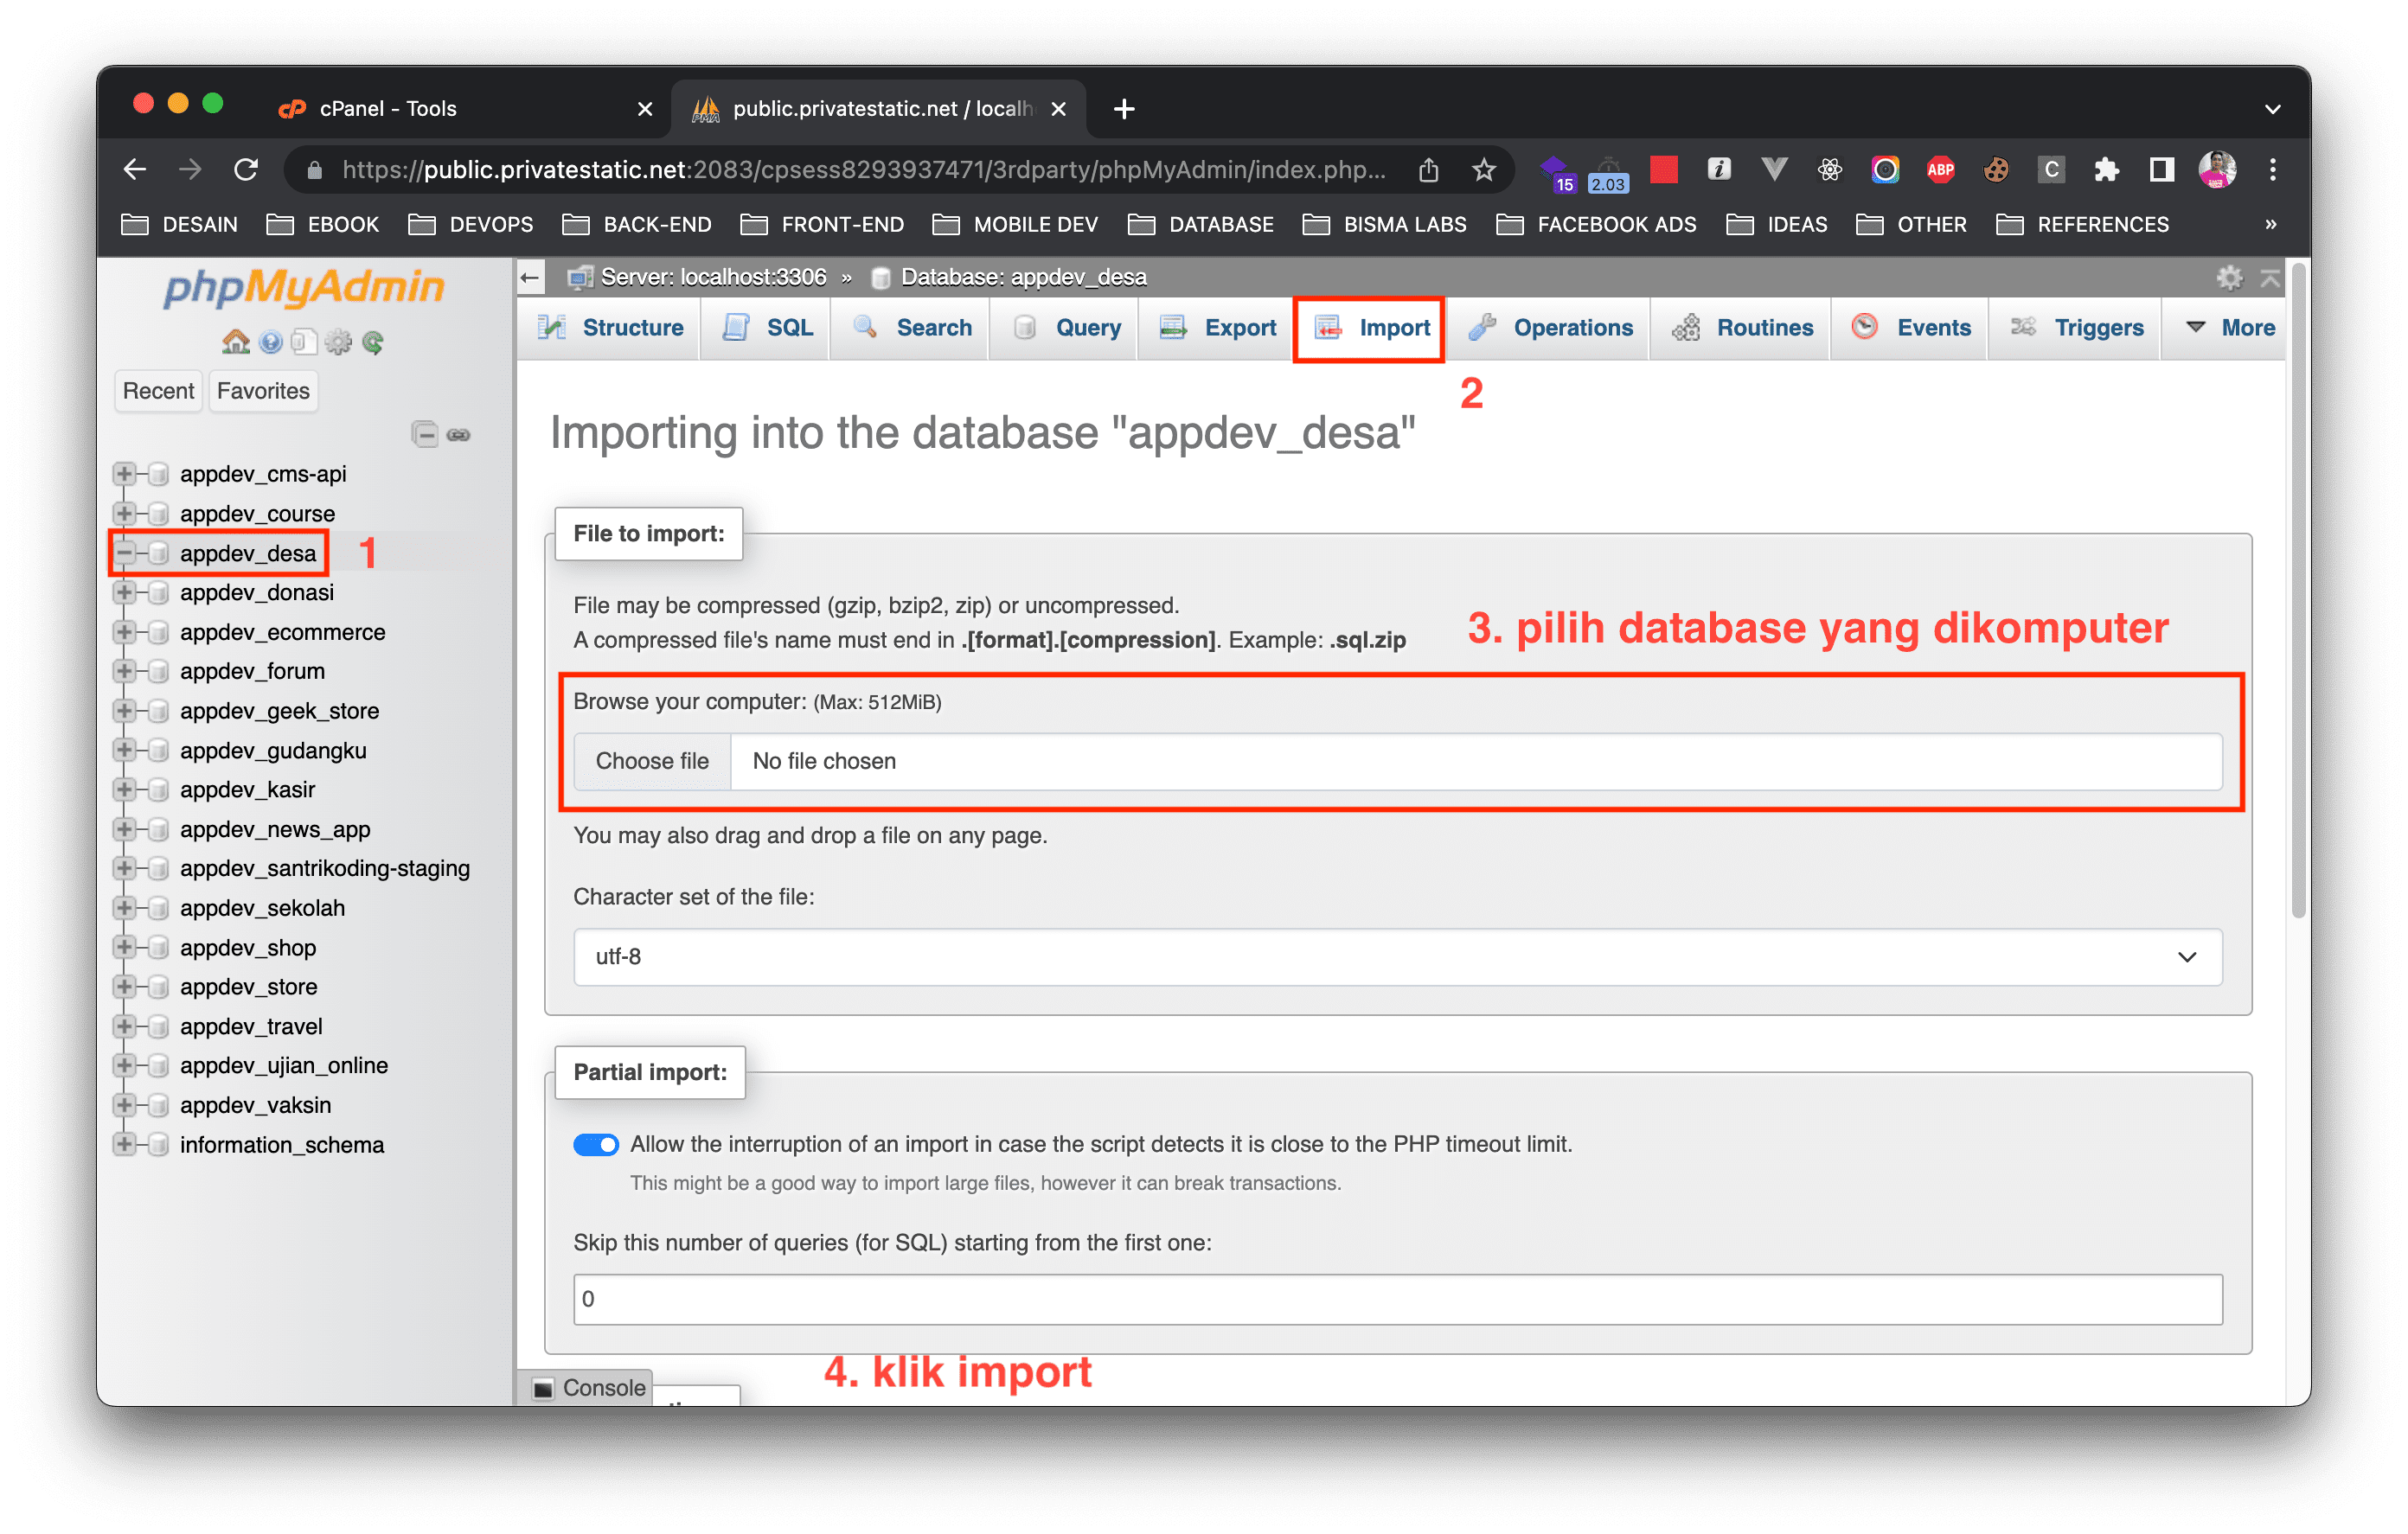 cPanel - Tools
public.privatestatic.net / localh
https://public.privatestatic.net:2083/cpsess8293937471/3rdparty/phpMyAdmin/index.php...
15
2.03
ABP
C
DESAIN
EBOOK
DEVOPS
BACK-END
FRONT-END
MOBILE DEV
DATABASE
BISMA LABS
FACEBOOK ADS
IDEAS
OTHER
REFERENCES
»
phpMyAdmin
Recent
Favorites
appdev_cms-api
appdev_course
appdev_desa
1
appdev_donasi
appdev_ecommerce
appdev_forum
appdev_geek_store
appdev_gudangku
appdev_kasir
appdev_news_app
appdev_santrikoding-staging
appdev_sekolah
appdev_shop
appdev_store
appdev_travel
appdev_ujian_online
appdev_vaksin
information_schema
Server: localhost:3306 » Database: appdev_desa
Structure
SQL
Search
Query
Export
Import
Operations
Routines
Events
Triggers
More
2
Importing into the database "appdev_desa"
File to import:
File may be compressed (gzip, bzip2, zip) or uncompressed.
A compressed file's name must end in .[format].[compression]. Example: .sql.zip
3. pilih database yang dikomputer
Browse your computer: (Max: 512MiB)
Choose file
No file chosen
You may also drag and drop a file on any page.
Character set of the file:
utf-8
Partial import:
Allow the interruption of an import in case the script detects it is close to the PHP timeout limit.
This might be a good way to import large files, however it can break transactions.
Skip this number of queries (for SQL) starting from the first one:
0
4. klik import
Console